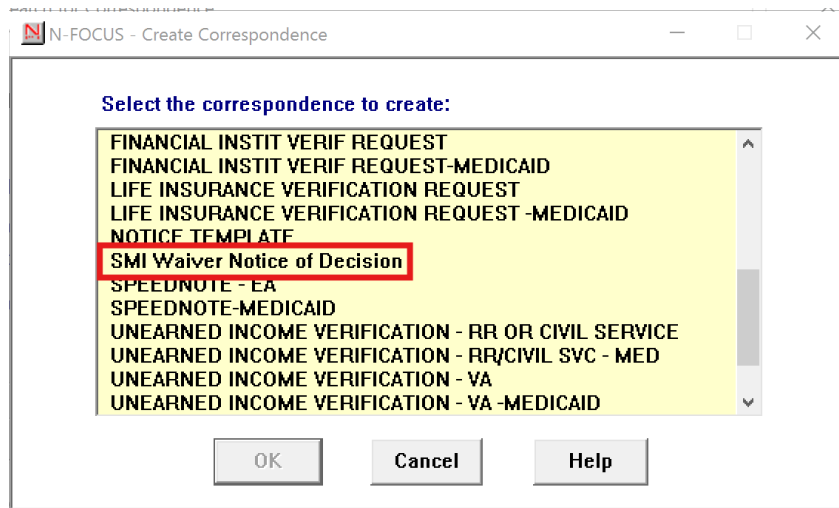 N-FOCUS - Create Correspondence
Select the correspondence to create:
FINANCIAL INSTIT VERIF REQUEST
FINANCIAL INSTIT VERIF REQUEST-MEDICAID
LIFE INSURANCE VERIFICATION REQUEST
LIFE INSURANCE VERIFICATION REQUEST -MEDICAID
NOTICE TEMPLATE
SMI Waiver Notice of Decision
SPEEDNOTE - EA
SPEEDNOTE-MEDICAID
UNEARNED INCOME VERIFICATION - RR OR CIVIL SERVICE
UNEARNED INCOME VERIFICATION - RR/CIVIL SVC - MED
UNEARNED INCOME VERIFICATION - VA
UNEARNED INCOME VERIFICATION - VA -MEDICAID
OK Cancel Help